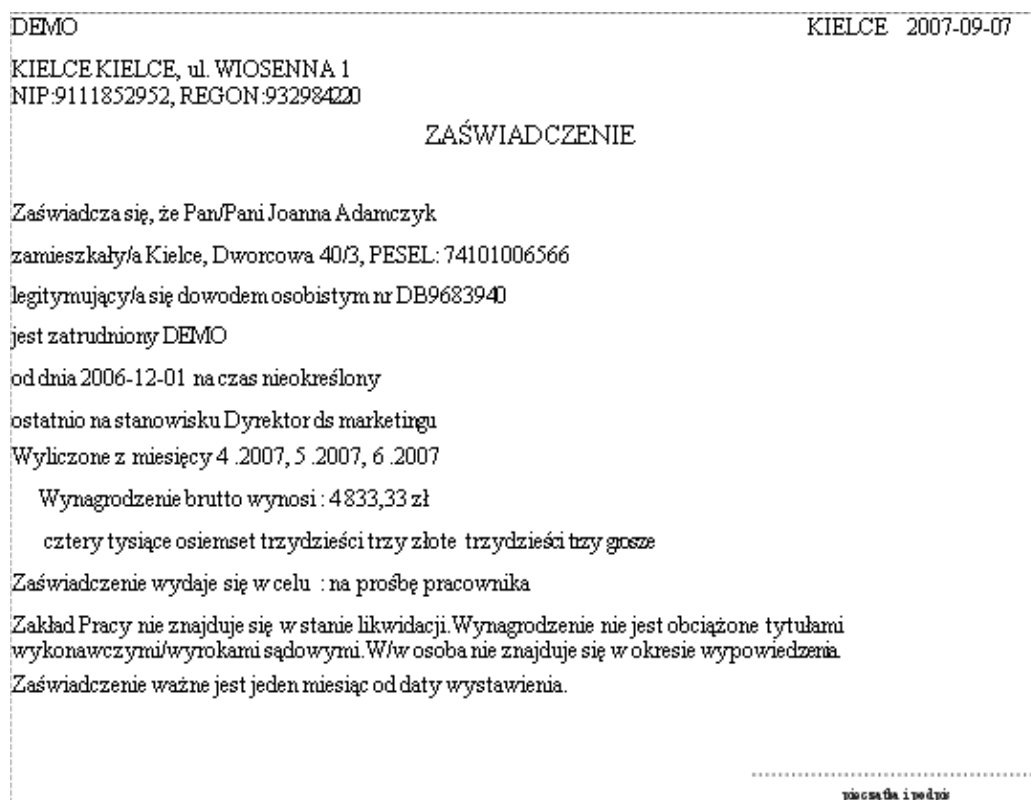 DEMO KIELCE 2007-09-07
KIELCE KIELCE, ul. WIOSENNA 1
NIP:9111852952, REGON:932984220
ZAŚWIADCZENIE
Zaświadcza się, że Pan/Pani Joanna Adamczyk
zamieszkały/a Kielce, Dworcowa 40/3, PESEL: 74101006566
legitymujący/a się dowodem osobistym nr DB9683940
jest zatrudniony DEMO
od dnia 2006-12-01 na czas nieokreślony
ostatnio na stanowisku Dyrektor ds marketingu
Wyliczone z miesięcy 4 .2007, 5 .2007, 6 .2007
Wynagrodzenie brutto wynosi : 4 833,33 zł
cztery tysiące osiemset trzydzieści trzy złote trzydzieści trzy grosze
Zaświadczenie wydaje się w celu : na prośbę pracownika
Zakład Pracy nie znajduje się w stanie likwidacji.Wynagrodzenie nie jest obciążone tytułami
wykonawczymi/wyrokami sądowymi.W/w osoba nie znajduje się w okresie wypowiedzenia.
Zaświadczenie ważne jest jeden miesiąc od daty wystawienia.
pieczątka i podpis